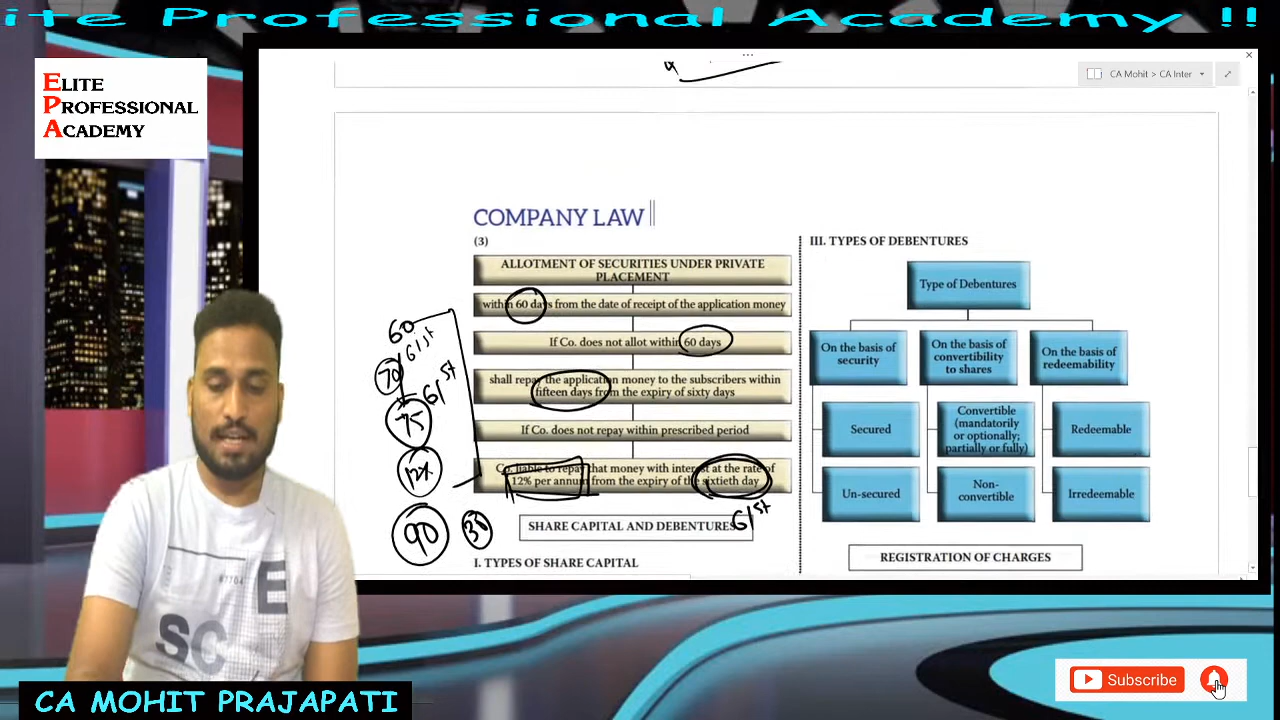 ite Professional Academy !!
ELITE
PROFESSIONAL
ACADEMY
CA Mohit > CA Inter
COMPANY LAW
(3)
ALLOTMENT OF SECURITIES UNDER PRIVATE
PLACEMENT
within 60 days from the date of receipt of the application money
If Co. does not allot within 60 days
shall repay the application money to the subscribers within
fifteen days from the expiry of sixty days
If Co. does not repay within prescribed period
Co. liable to repay that money with interest at the rate of
12% per annum from the expiry of the sixtieth day
60
61st
70
61st
75
12%
90
30
61st
SHARE CAPITAL AND DEBENTURES
I. TYPES OF SHARE CAPITAL
III. TYPES OF DEBENTURES
Type of Debentures
On the basis of
security
On the basis of
convertibility
to shares
On the basis of
redeemability
Secured
Convertible
(mandatorily
or optionally;
partially or fully)
Redeemable
Un-secured
Non-
convertible
Irredeemable
REGISTRATION OF CHARGES
E
SC
CA MOHIT PRAJAPATI
Subscribe